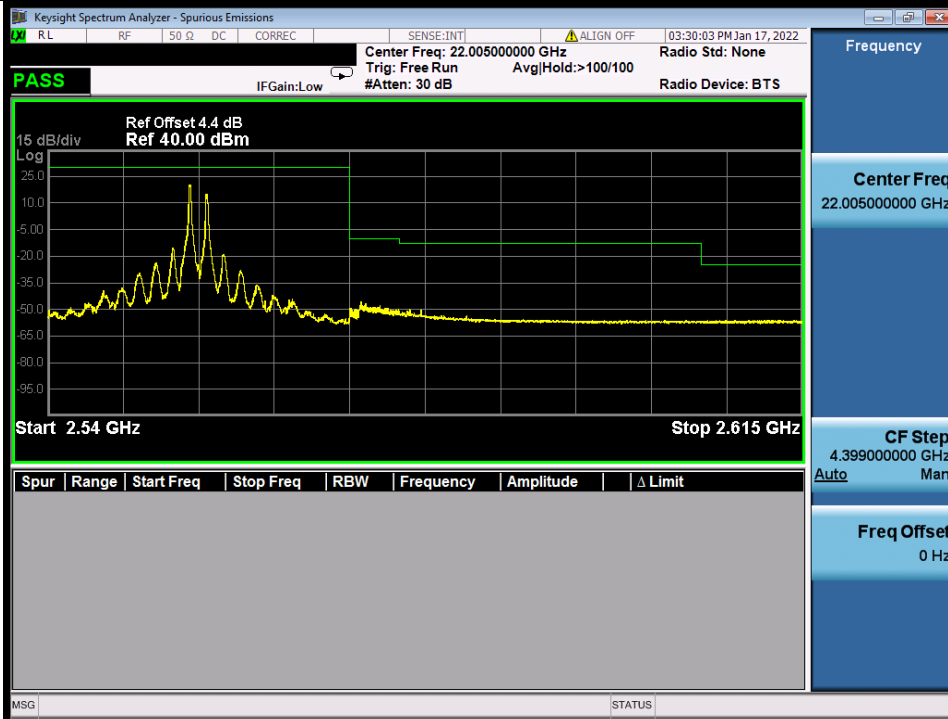 Keysight Spectrum Analyzer - Spurious Emissions
LXI RL RF 50 Ω DC CORREC SENSE:INT ALIGN OFF 03:30:03 PM Jan 17, 2022
Center Freq: 22.005000000 GHz Radio Std: None
Trig: Free Run Avg|Hold:>100/100
PASS IFGain:Low #Atten: 30 dB Radio Device: BTS
Ref Offset 4.4 dB
15 dB/div Ref 40.00 dBm
Log
25.0
10.0
-5.00
-20.0
-35.0
-50.0
-65.0
-80.0
-95.0
Start 2.54 GHz Stop 2.615 GHz
Spur Range Start Freq Stop Freq RBW Frequency Amplitude Δ Limit
MSG STATUS
Frequency
Center Freq
22.005000000 GHz
CF Step
4.399000000 GHz
Auto Man
Freq Offset
0 Hz